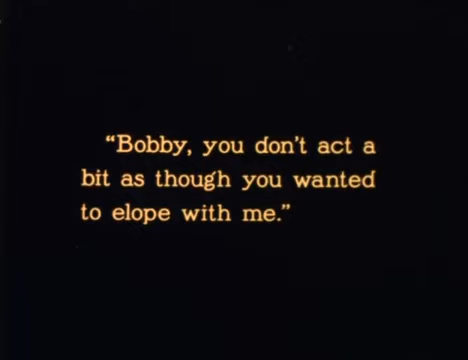 “Bobby, you don't act a
bit as though you wanted
to elope with me.”